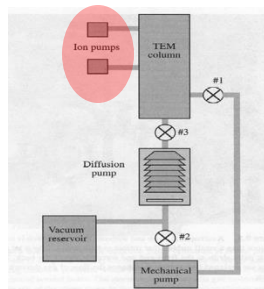 Ion pumps
TEM
column
#1
#3
Diffusion
pump
Vacuum
reservoir
#2
Mechanical
pump